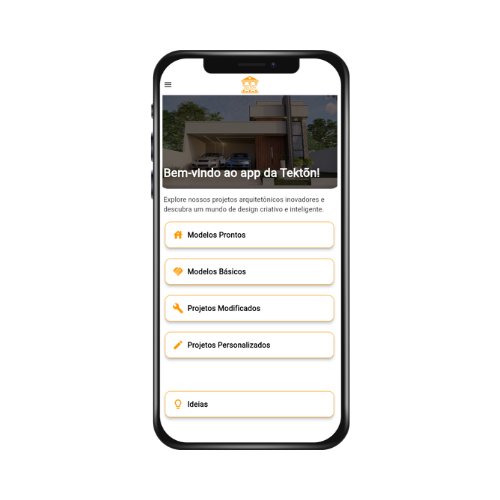 Bem-vindo ao app da Tektōn!
Explore nossos projetos arquitetônicos inovadores e
descubra um mundo de design criativo e inteligente.
Modelos Prontos
Modelos Básicos
Projetos Modificados
Projetos Personalizados
Ideias